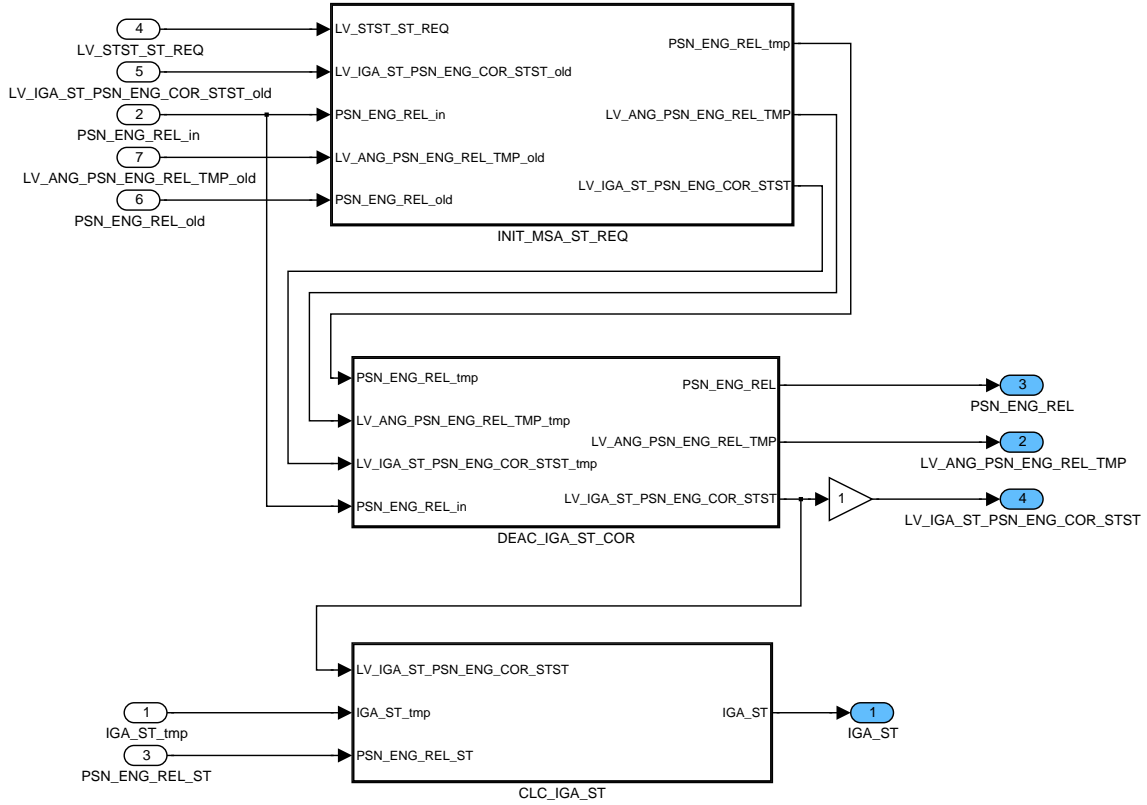 4
LV_STST_ST_REQ
5
LV_IGA_ST_PSN_ENG_COR_STST_old
2
PSN_ENG_REL_in
7
LV_ANG_PSN_ENG_REL_TMP_old
6
PSN_ENG_REL_old
LV_STST_ST_REQ
LV_IGA_ST_PSN_ENG_COR_STST_old
PSN_ENG_REL_in
LV_ANG_PSN_ENG_REL_TMP_old
PSN_ENG_REL_old
PSN_ENG_REL_tmp
LV_ANG_PSN_ENG_REL_TMP
LV_IGA_ST_PSN_ENG_COR_STST
INIT_MSA_ST_REQ
PSN_ENG_REL_tmp
LV_ANG_PSN_ENG_REL_TMP_tmp
LV_IGA_ST_PSN_ENG_COR_STST_tmp
PSN_ENG_REL_in
PSN_ENG_REL
LV_ANG_PSN_ENG_REL_TMP
LV_IGA_ST_PSN_ENG_COR_STST
DEAC_IGA_ST_COR
3
PSN_ENG_REL
2
LV_ANG_PSN_ENG_REL_TMP
1
4
LV_IGA_ST_PSN_ENG_COR_STST
1
IGA_ST_tmp
3
PSN_ENG_REL_ST
LV_IGA_ST_PSN_ENG_COR_STST
IGA_ST_tmp
PSN_ENG_REL_ST
IGA_ST
CLC_IGA_ST
1
IGA_ST